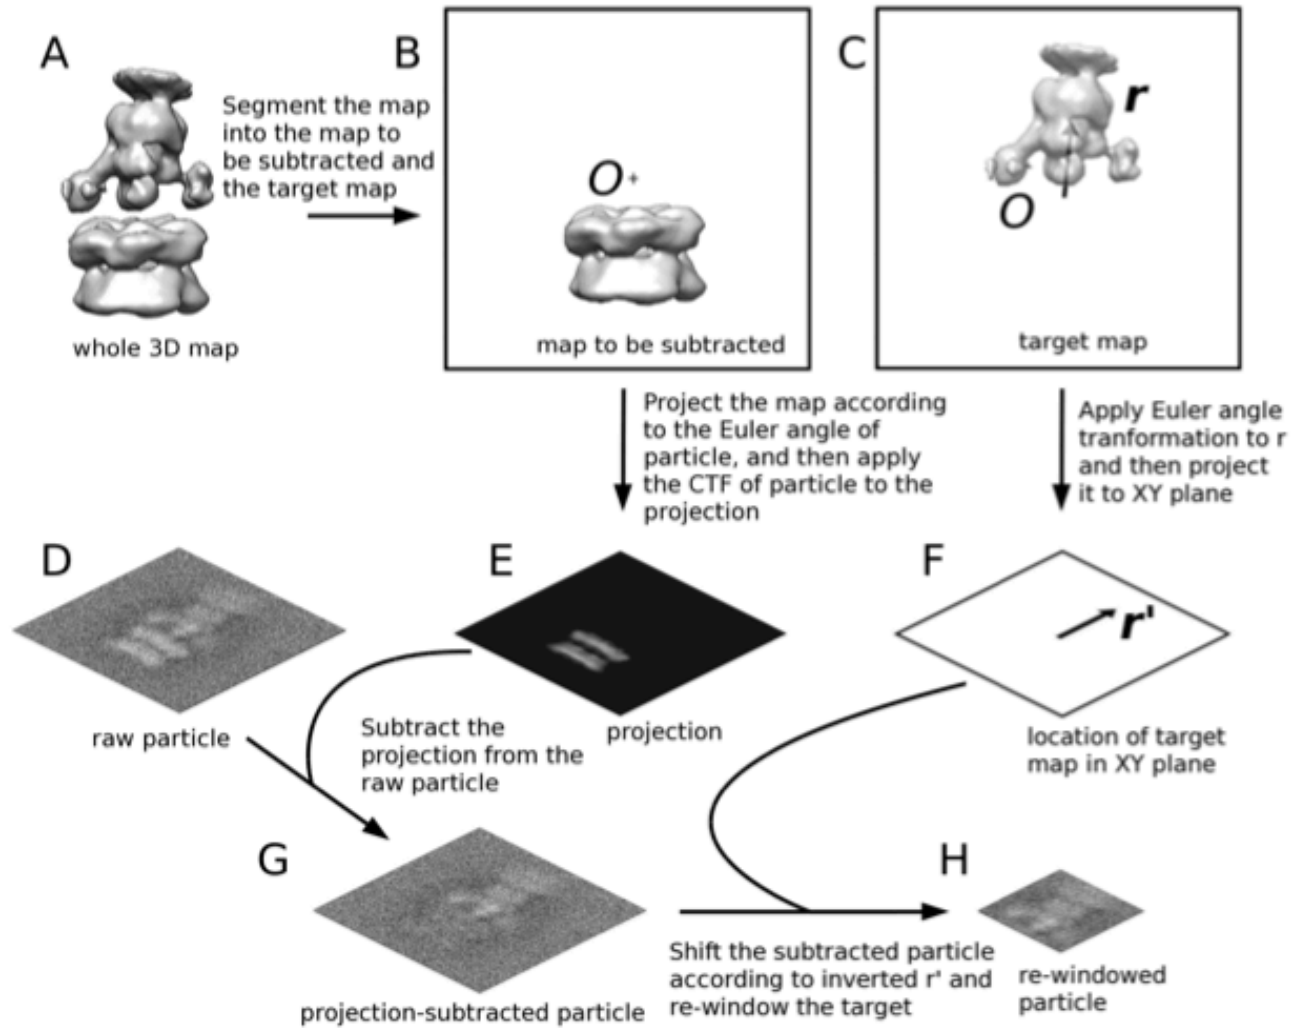 A
Segment the map
into the map to
be subtracted and
the target map
whole 3D map
B
O
map to be subtracted
C
r
O
target map
Project the map according
to the Euler angle of
particle, and then apply
the CTF of particle to the
projection
Apply Euler angle
tranformation to r
and then project
it to XY plane
D
raw particle
E
projection
F
r'
location of target
map in XY plane
Subtract the
projection from the
raw particle
G
projection-subtracted particle
Shift the subtracted particle
according to inverted r' and
re-window the target
H
re-windowed
particle